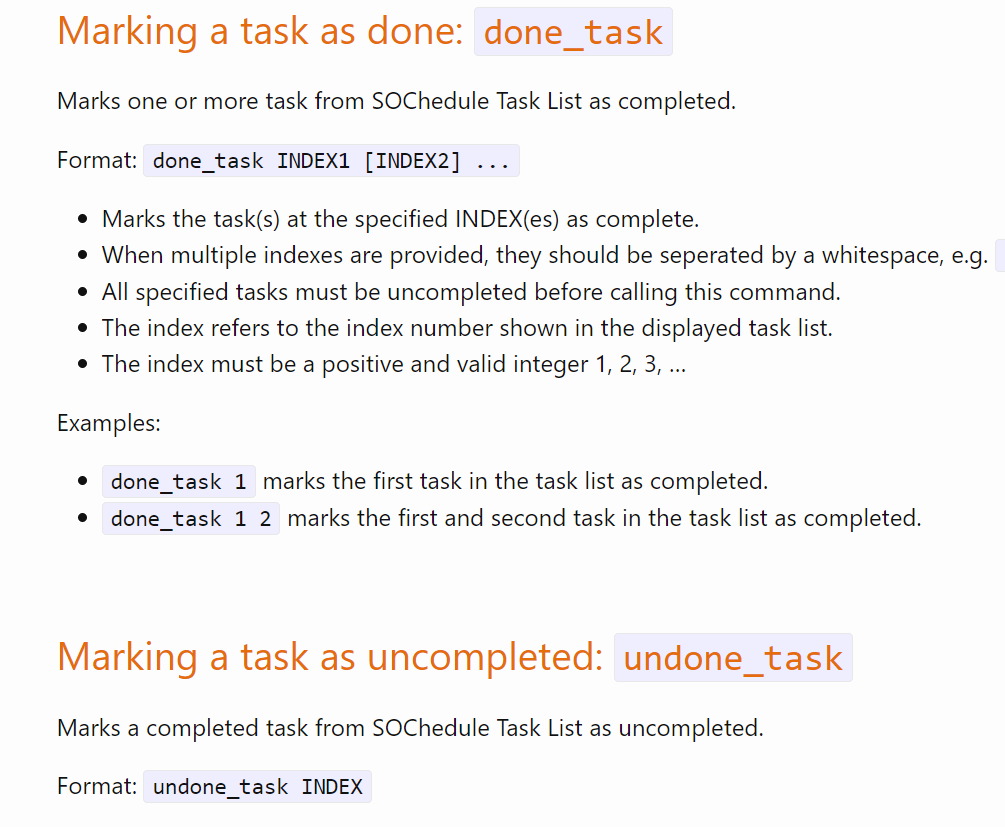 Marking a task as done: done_task
Marks one or more task from SOChedule Task List as completed.
Format: done_task INDEX1 [INDEX2] ...
• Marks the task(s) at the specified INDEX(es) as complete.
• When multiple indexes are provided, they should be seperated by a whitespace, e.g.
• All specified tasks must be uncompleted before calling this command.
• The index refers to the index number shown in the displayed task list.
• The index must be a positive and valid integer 1, 2, 3, …
Examples:
• done_task 1 marks the first task in the task list as completed.
• done_task 1 2 marks the first and second task in the task list as completed.
Marking a task as uncompleted: undone_task
Marks a completed task from SOChedule Task List as uncompleted.
Format: undone_task INDEX